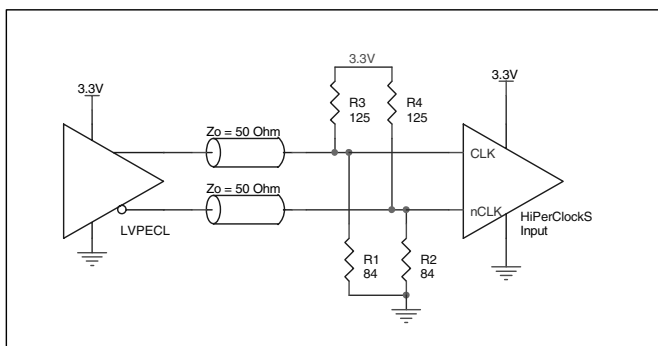 3.3V
3.3V
3.3V
R3
125
R4
125
Zo = 50 Ohm
CLK
Zo = 50 Ohm
nCLK
HiPerClockS
Input
LVPECL
R1
84
R2
84